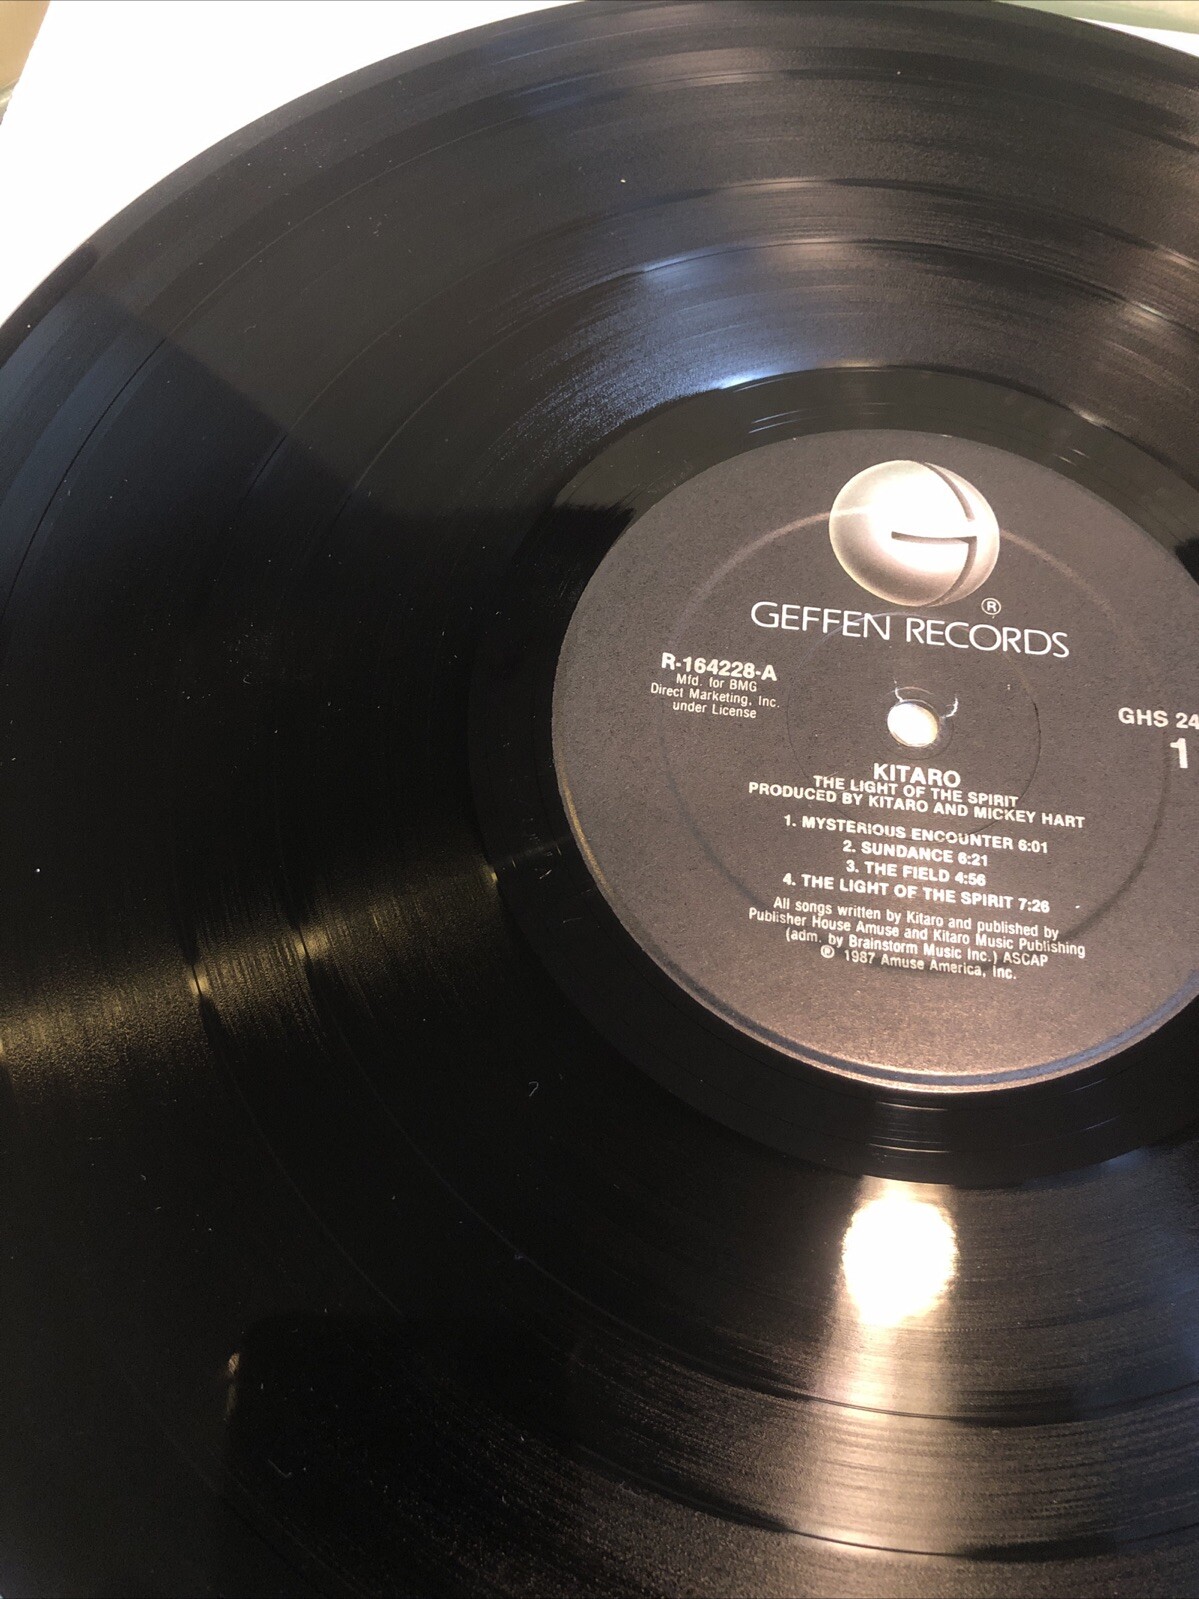 ®
GEFFEN RECORDS
R-164228-A
Mfd. for BMG
Direct Marketing, Inc.
under License
GHS 24
1
KITARO
THE LIGHT OF THE SPIRIT
PRODUCED BY KITARO AND MICKEY HART
1. MYSTERIOUS ENCOUNTER 6:01
2. SUNDANCE 6:21
3. THE FIELD 4:56
4. THE LIGHT OF THE SPIRIT 7:26
All songs written by Kitaro and published by
Publisher House Amuse and Kitaro Music Publishing
(adm. by Brainstorm Music Inc.) ASCAP
℗ 1987 Amuse America, Inc.